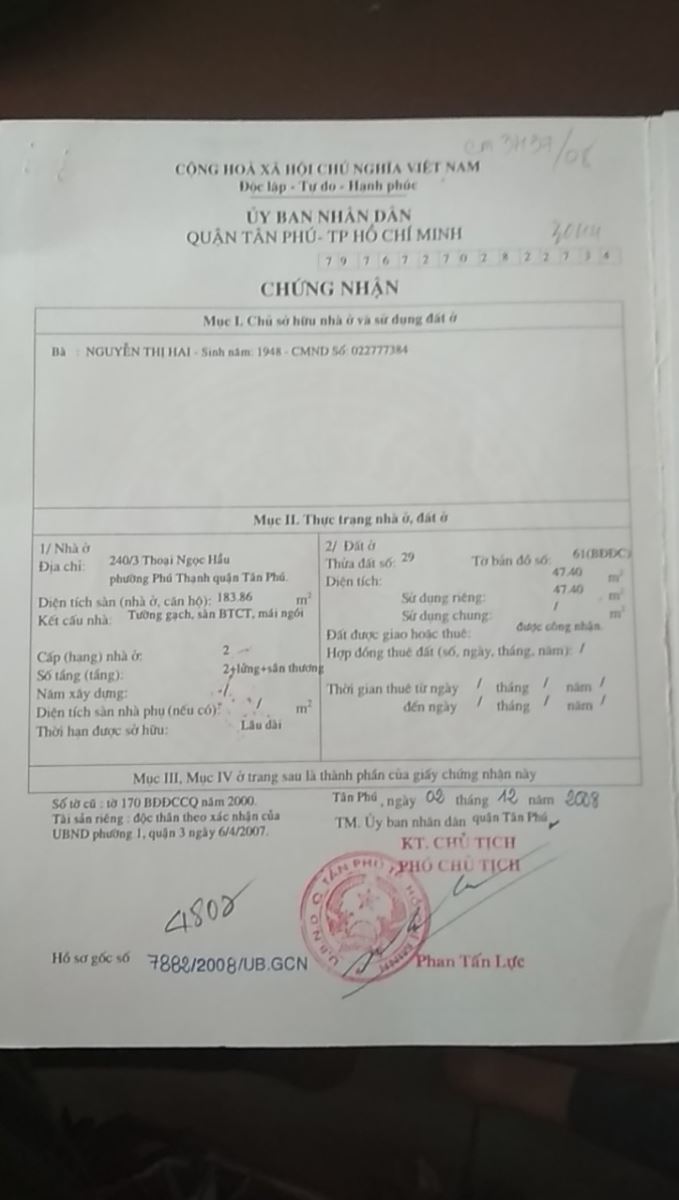 CM 3H37/08
CỘNG HOÀ XÃ HỘI CHỦ NGHĨA VIỆT NAM
Độc lập - Tự do - Hạnh phúc
ỦY BAN NHÂN DÂN
QUẬN TÂN PHÚ- TP HỒ CHÍ MINH
7 9 7 6 7 2 7 0 2 8 2 2 7 3 4
CHỨNG NHẬN
Mục I. Chủ sở hữu nhà ở và sử dụng đất ở
Bà : NGUYỄN THỊ HAI - Sinh năm: 1948 - CMND Số: 022777384
Mục II. Thực trạng nhà ở, đất ở
1/ Nhà ở
Địa chỉ: 240/3 Thoại Ngọc Hầu
phường Phú Thạnh quận Tân Phú.
Diện tích sàn (nhà ở, căn hộ): 183.86 m²
Kết cấu nhà: Tường gạch, sàn BTCT, mái ngói
Cấp (hạng) nhà ở: 2
Số tầng (tầng): 2+lửng+sân thượng
Năm xây dựng: /
Diện tích sàn nhà phụ (nếu có): / m²
Thời hạn được sở hữu: Lâu dài
2/ Đất ở
Thửa đất số: 29 Tờ bản đồ số: 61(BĐĐC)
Diện tích: 47.40 m²
Sử dụng riêng: 47.40 m²
Sử dụng chung: / m²
Đất được giao hoặc thuê: được công nhận
Hợp đồng thuê đất (số, ngày, tháng, năm): /
Thời gian thuê từ ngày / tháng / năm /
đến ngày / tháng / năm /
Mục III, Mục IV ở trang sau là thành phần của giấy chứng nhận này
Số tờ cũ : tờ 170 BĐĐCCQ năm 2000.
Tài sản riêng : độc thân theo xác nhận của
UBND phường 1, quận 3 ngày 6/4/2007.
Tân Phú, ngày 02 tháng 12 năm 2008
TM. Ủy ban nhân dân quận Tân Phú
KT. CHỦ TỊCH
PHÓ CHỦ TỊCH
U.B.N.D Q TÂN PHÚ TP HỒ CHÍ MINH
4802
Hồ sơ gốc số 7882/2008/UB.GCN
Phan Tấn Lực